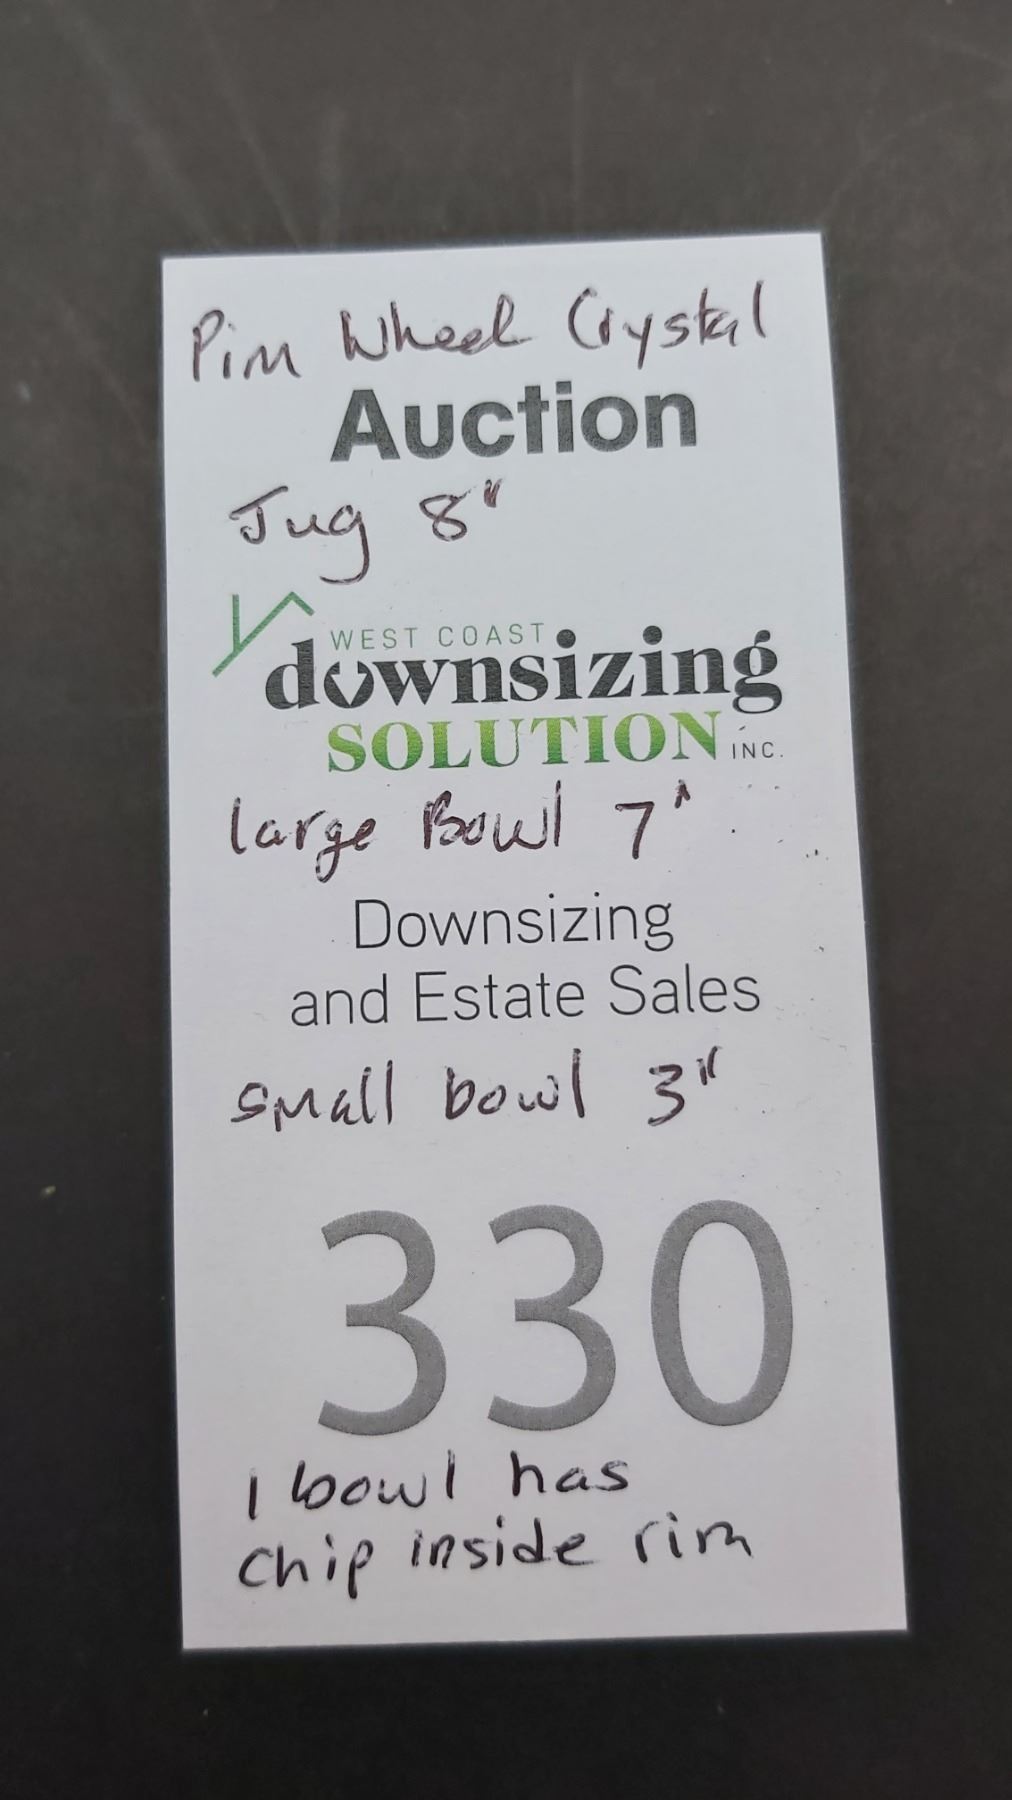 Pin Wheel Crystal
Auction
Jug 8"
WEST COAST
downsizing
SOLUTION INC.
large Bowl 7"
Downsizing
and Estate Sales
small bowl 3"
330
1 bowl has
chip inside rim